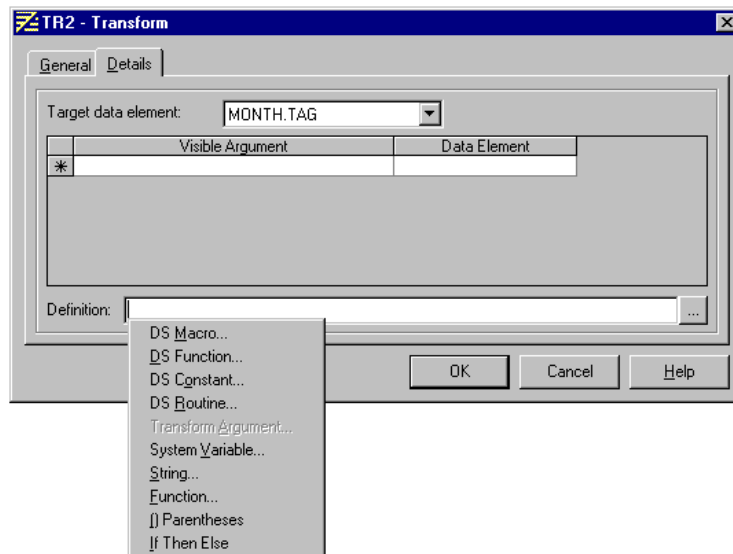 TR2 - Transform
General Details
Target data element: MONTH.TAG
Visible Argument Data Element
Definition: ...
DS Macro...
DS Function...
DS Constant...
DS Routine...
Transform Argument...
System Variable...
String...
Function...
() Parentheses
If Then Else
OK Cancel Help